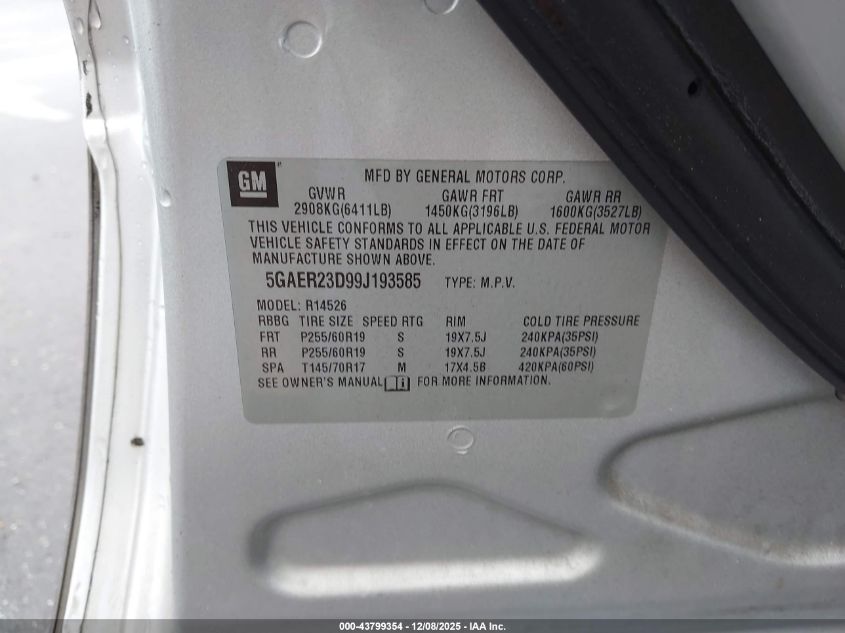 GM
MFD BY GENERAL MOTORS CORP.
GVWR GAWR FRT GAWR RR
2908KG(6411LB) 1450KG(3196LB) 1600KG(3527LB)
THIS VEHICLE CONFORMS TO ALL APPLICABLE U.S. FEDERAL MOTOR
VEHICLE SAFETY STANDARDS IN EFFECT ON THE DATE OF
MANUFACTURE SHOWN ABOVE.
5GAER23D99J193585 TYPE: M.P.V.
MODEL: R14526
RBBG TIRE SIZE SPEED RTG RIM COLD TIRE PRESSURE
FRT P255/60R19 S 19X7.5J 240KPA(35PSI)
RR P255/60R19 S 19X7.5J 240KPA(35PSI)
SPA T145/70R17 M 17X4.5B 420KPA(60PSI)
SEE OWNER'S MANUAL FOR MORE INFORMATION.
000-43799354 | 12/08/2025 - IAA Inc.